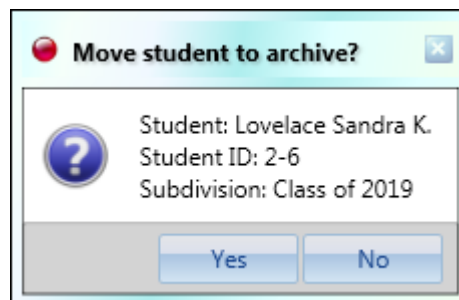 Move student to archive?
Student: Lovelace Sandra K.
Student ID: 2-6
Subdivision: Class of 2019
Yes
No